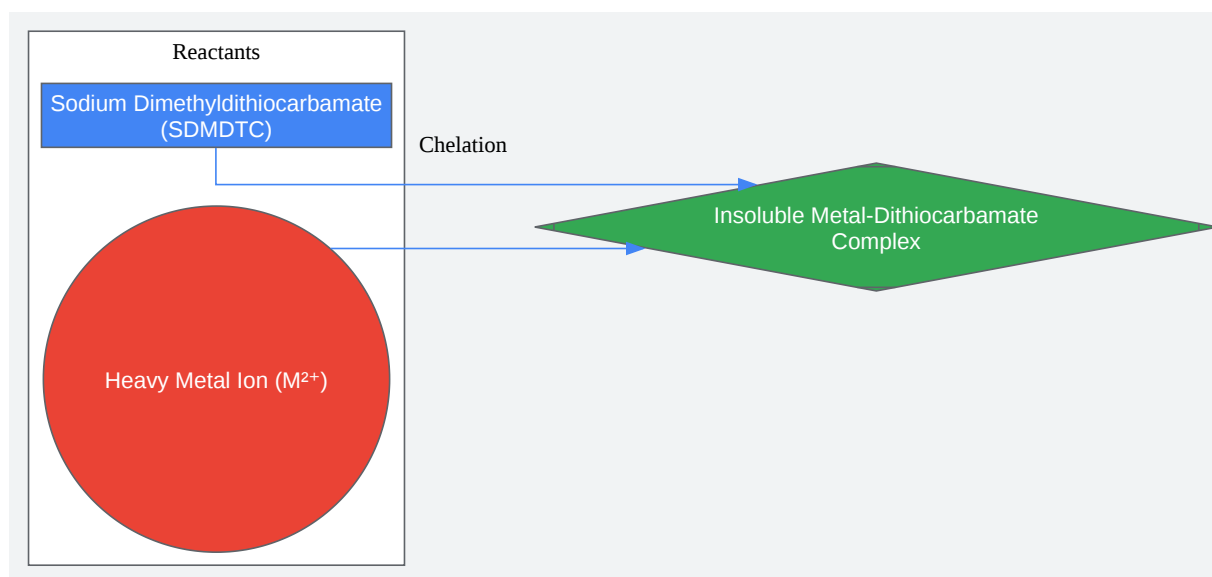 Reactants
Sodium Dimethyldithiocarbamate
(SDMDTC)
Chelation
Insoluble Metal-Dithiocarbamate
Complex
Heavy Metal Ion (M²⁺)